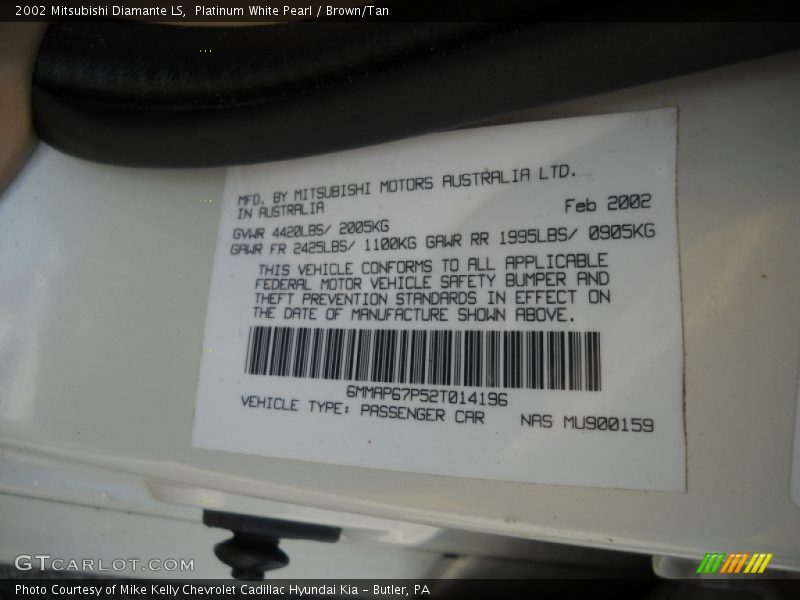 2002 Mitsubishi Diamante LS, Platinum White Pearl / Brown/Tan
MFD. BY MITSUBISHI MOTORS AUSTRALIA LTD.
IN AUSTRALIA Feb 2002
GVWR 4420LBS/ 2005KG
GAWR FR 2425LBS/ 1100KG GAWR RR 1995LBS/ 0905KG
THIS VEHICLE CONFORMS TO ALL APPLICABLE
FEDERAL MOTOR VEHICLE SAFETY BUMPER AND
THEFT PREVENTION STANDARDS IN EFFECT ON
THE DATE OF MANUFACTURE SHOWN ABOVE.
6MMAP67P52T014196
VEHICLE TYPE: PASSENGER CAR NAS MU900159
GTCARLOT.COM
Photo Courtesy of Mike Kelly Chevrolet Cadillac Hyundai Kia - Butler, PA